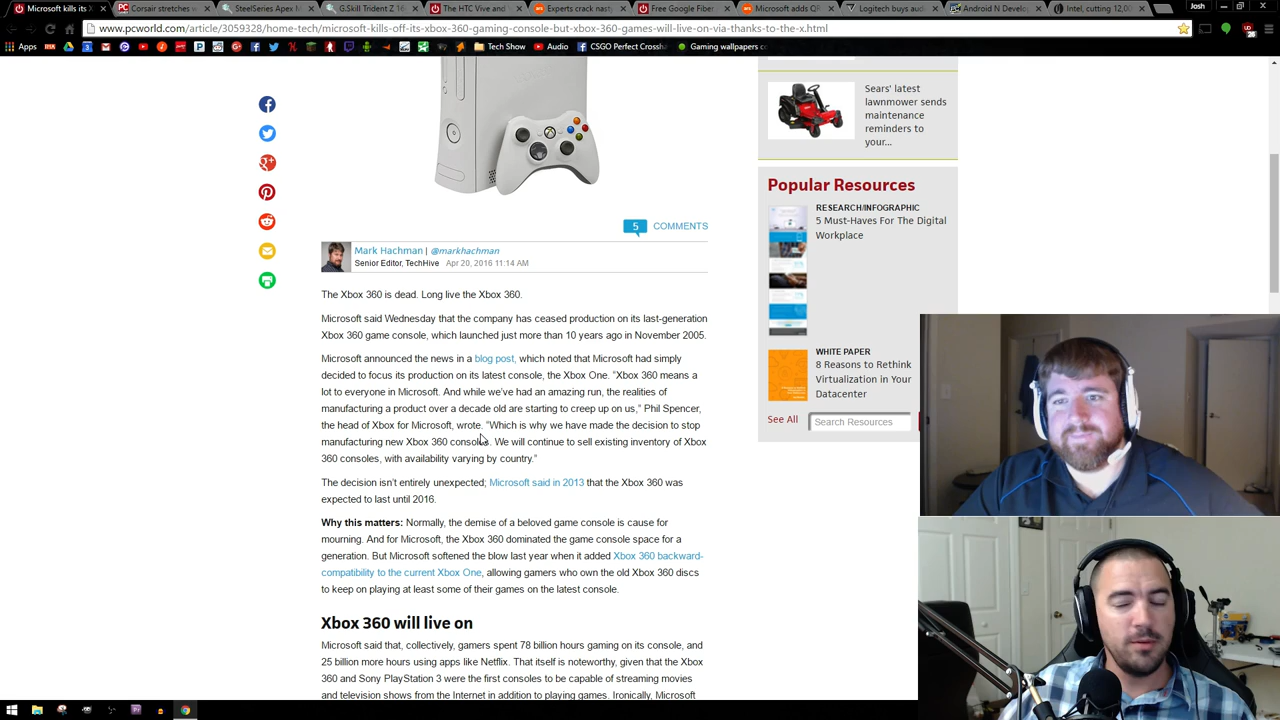 Microsoft kills its X
Corsair stretches w
SteelSeries Apex M
G.Skill Trident Z 16
The HTC Vive and
Experts crack nasty
Free Google Fiber
Microsoft adds QR
Logitech buys audio
Android N Develop
Intel, cutting 12,00
Josh
www.pcworld.com/article/3059328/home-tech/microsoft-kills-off-its-xbox-360-gaming-console-but-xbox-360-games-will-live-on-via-thanks-to-the-x.html
Apps
Tech Show
Audio
CSGO Perfect Crossh
Gaming wallpapers c
Sears' latest
lawnmower sends
maintenance
reminders to
your...
Popular Resources
RESEARCH/INFOGRAPHIC
5 Must-Haves For The Digital
Workplace
WHITE PAPER
8 Reasons to Rethink
Virtualization in Your
Datacenter
See All
Search Resources
5 COMMENTS
Mark Hachman | @markhachman
Senior Editor, TechHive Apr 20, 2016 11:14 AM
The Xbox 360 is dead. Long live the Xbox 360.
Microsoft said Wednesday that the company has ceased production on its last-generation
Xbox 360 game console, which launched just more than 10 years ago in November 2005.
Microsoft announced the news in a blog post, which noted that Microsoft had simply
decided to focus its production on its latest console, the Xbox One. “Xbox 360 means a
lot to everyone in Microsoft. And while we’ve had an amazing run, the realities of
manufacturing a product over a decade old are starting to creep up on us,” Phil Spencer,
the head of Xbox for Microsoft, wrote. “Which is why we have made the decision to stop
manufacturing new Xbox 360 consoles. We will continue to sell existing inventory of Xbox
360 consoles, with availability varying by country.”
The decision isn’t entirely unexpected; Microsoft said in 2013 that the Xbox 360 was
expected to last until 2016.
Why this matters: Normally, the demise of a beloved game console is cause for
mourning. And for Microsoft, the Xbox 360 dominated the game console space for a
generation. But Microsoft softened the blow last year when it added Xbox 360 backward-
compatibility to the current Xbox One, allowing gamers who own the old Xbox 360 discs
to keep on playing at least some of their games on the latest console.
Xbox 360 will live on
Microsoft said that, collectively, gamers spent 78 billion hours gaming on its console, and
25 billion more hours using apps like Netflix. That itself is noteworthy, given that the Xbox
360 and Sony PlayStation 3 were the first consoles to be capable of streaming movies
and television shows from the Internet in addition to playing games. Ironically, Microsoft